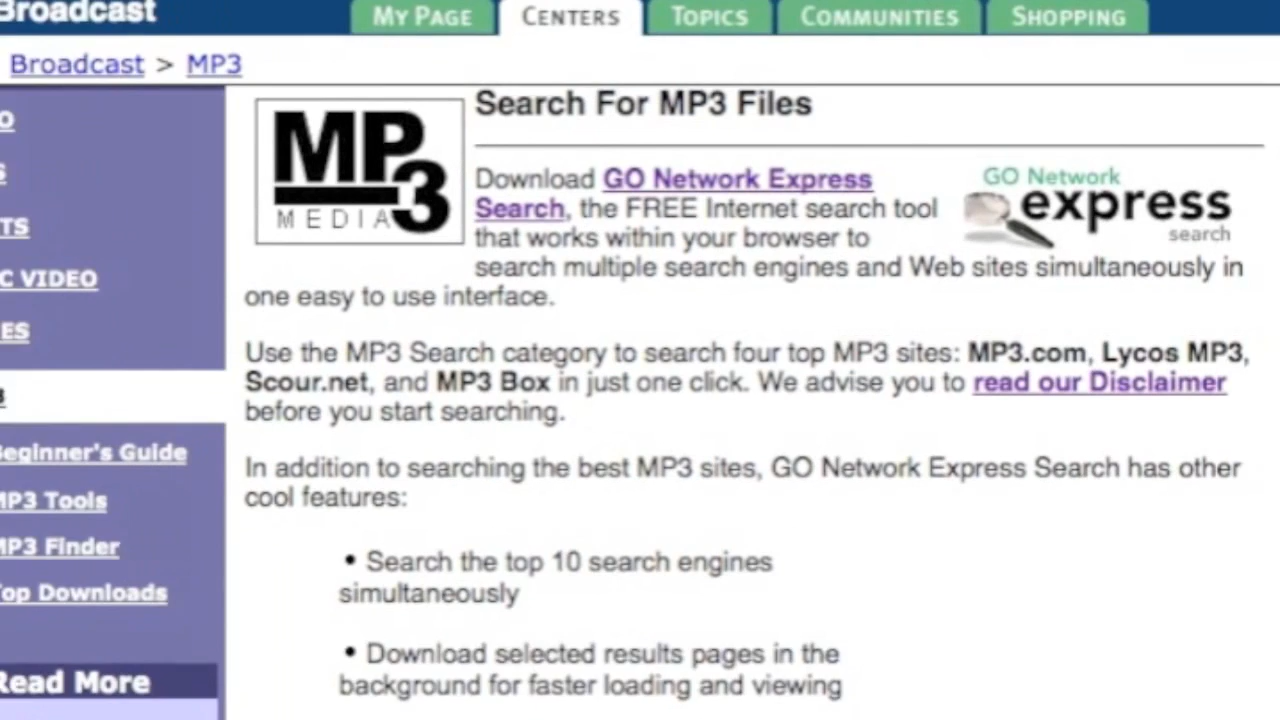 Broadcast
MY PAGE
CENTERS
TOPICS
COMMUNITIES
SHOPPING
Broadcast > MP3
O
S
TS
C VIDEO
ES
3
Beginner's Guide
MP3 Tools
MP3 Finder
Top Downloads
Read More
MP3
MEDIA
Search For MP3 Files
Download GO Network Express
Search, the FREE Internet search tool
that works within your browser to
search multiple search engines and Web sites simultaneously in
one easy to use interface.
GO Network
express
search
Use the MP3 Search category to search four top MP3 sites: MP3.com, Lycos MP3,
Scour.net, and MP3 Box in just one click. We advise you to read our Disclaimer
before you start searching.
In addition to searching the best MP3 sites, GO Network Express Search has other
cool features:
• Search the top 10 search engines
simultaneously
• Download selected results pages in the
background for faster loading and viewing